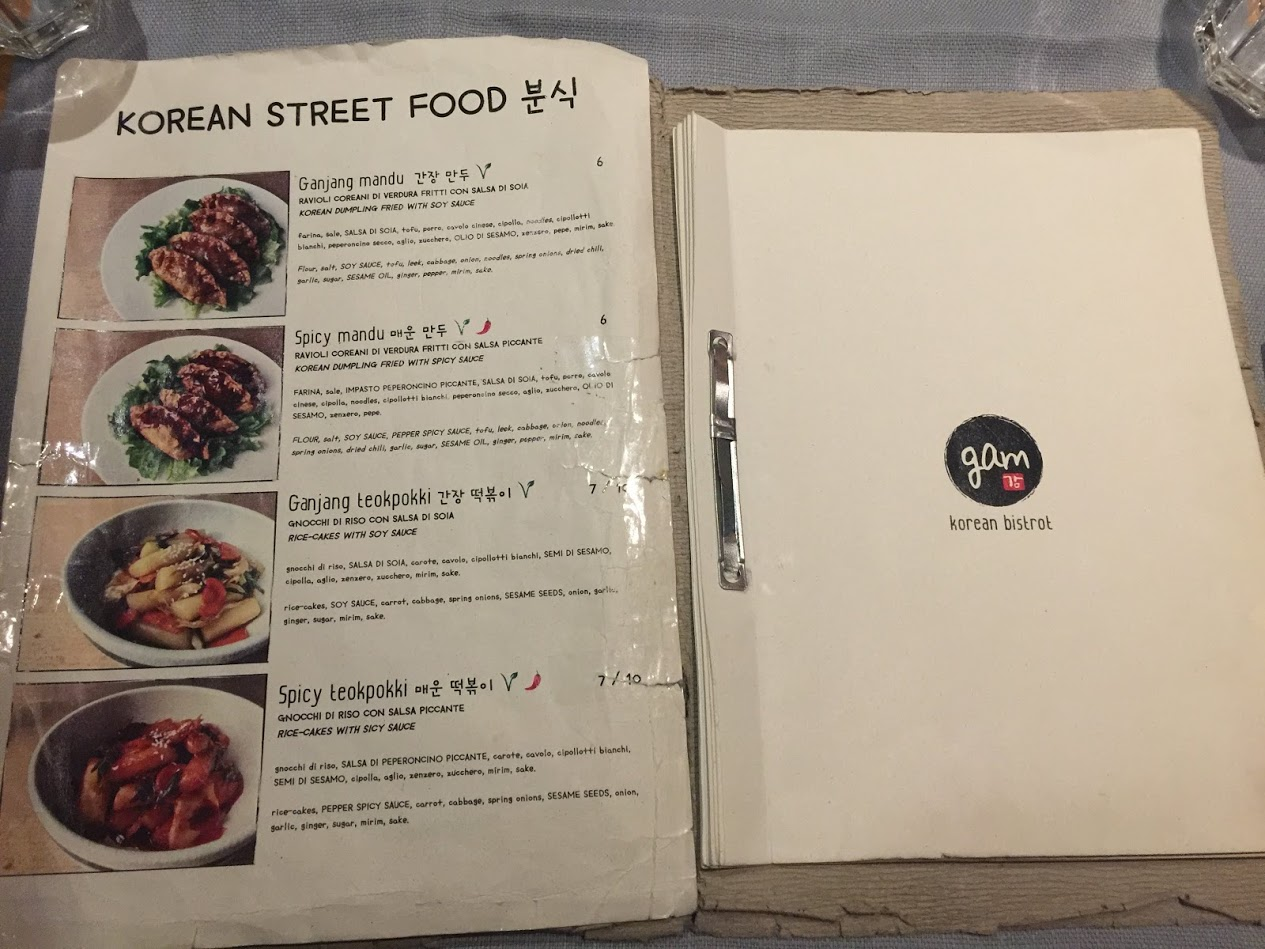 KOREAN STREET FOOD 분식
Ganjang mandu 간장 만두 6
RAVIOLI COREANI DI VERDURA FRITTI CON SALSA DI SOIA
KOREAN DUMPLING FRIED WITH SOY SAUCE
farina, sale, SALSA DI SOIA, tofu, porro, cavolo cinese, cipolla, noodles, cipollotti
bianchi, peperoncino secco, aglio, zucchero, OLIO DI SESAMO, zenzero, pepe, mirim, sake.
Flour, salt, SOY SAUCE, tofu, leek, cabbage, onion, noodles, spring onions, dried chili,
garlic, sugar, SESAME OIL, ginger, pepper, mirim, sake.
Spicy mandu 매운 만두 6
RAVIOLI COREANI DI VERDURA FRITTI CON SALSA PICCANTE
KOREAN DUMPLING FRIED WITH SPICY SAUCE
FARINA, sale, IMPASTO PEPERONCINO PICCANTE, SALSA DI SOIA, tofu, porro, cavolo
cinese, cipolla, noodles, cipollotti bianchi, peperoncino secco, aglio, zucchero, OLIO DI
SESAMO, zenzero, pepe.
FLOUR, salt, SOY SAUCE, PEPPER SPICY SAUCE, tofu, leek, cabbage, onion, noodles,
spring onions, dried chili, garlic, sugar, SESAME OIL, ginger, pepper, mirim, sake.
Ganjang teokpokki 간장 떡볶이 7 / 10
GNOCCHI DI RISO CON SALSA DI SOIA
RICE-CAKES WITH SOY SAUCE
gnocchi di riso, SALSA DI SOIA, carote, cavolo, cipollotti bianchi, SEMI DI SESAMO,
cipolla, aglio, zenzero, zucchero, mirim, sake.
rice-cakes, SOY SAUCE, carrot, cabbage, spring onions, SESAME SEEDS, onion, garlic,
ginger, sugar, mirim, sake.
Spicy teokpokki 매운 떡볶이 7 / 10
GNOCCHI DI RISO CON SALSA PICCANTE
RICE-CAKES WITH SICY SAUCE
gnocchi di riso, SALSA DI PEPERONCINO PICCANTE, carote, cavolo, cipollotti bianchi,
SEMI DI SESAMO, cipolla, aglio, zenzero, zucchero, mirim, sake.
rice-cakes, PEPPER SPICY SAUCE, carrot, cabbage, spring onions, SESAME SEEDS, onion,
garlic, ginger, sugar, mirim, sake.
gam
감
korean bistrot